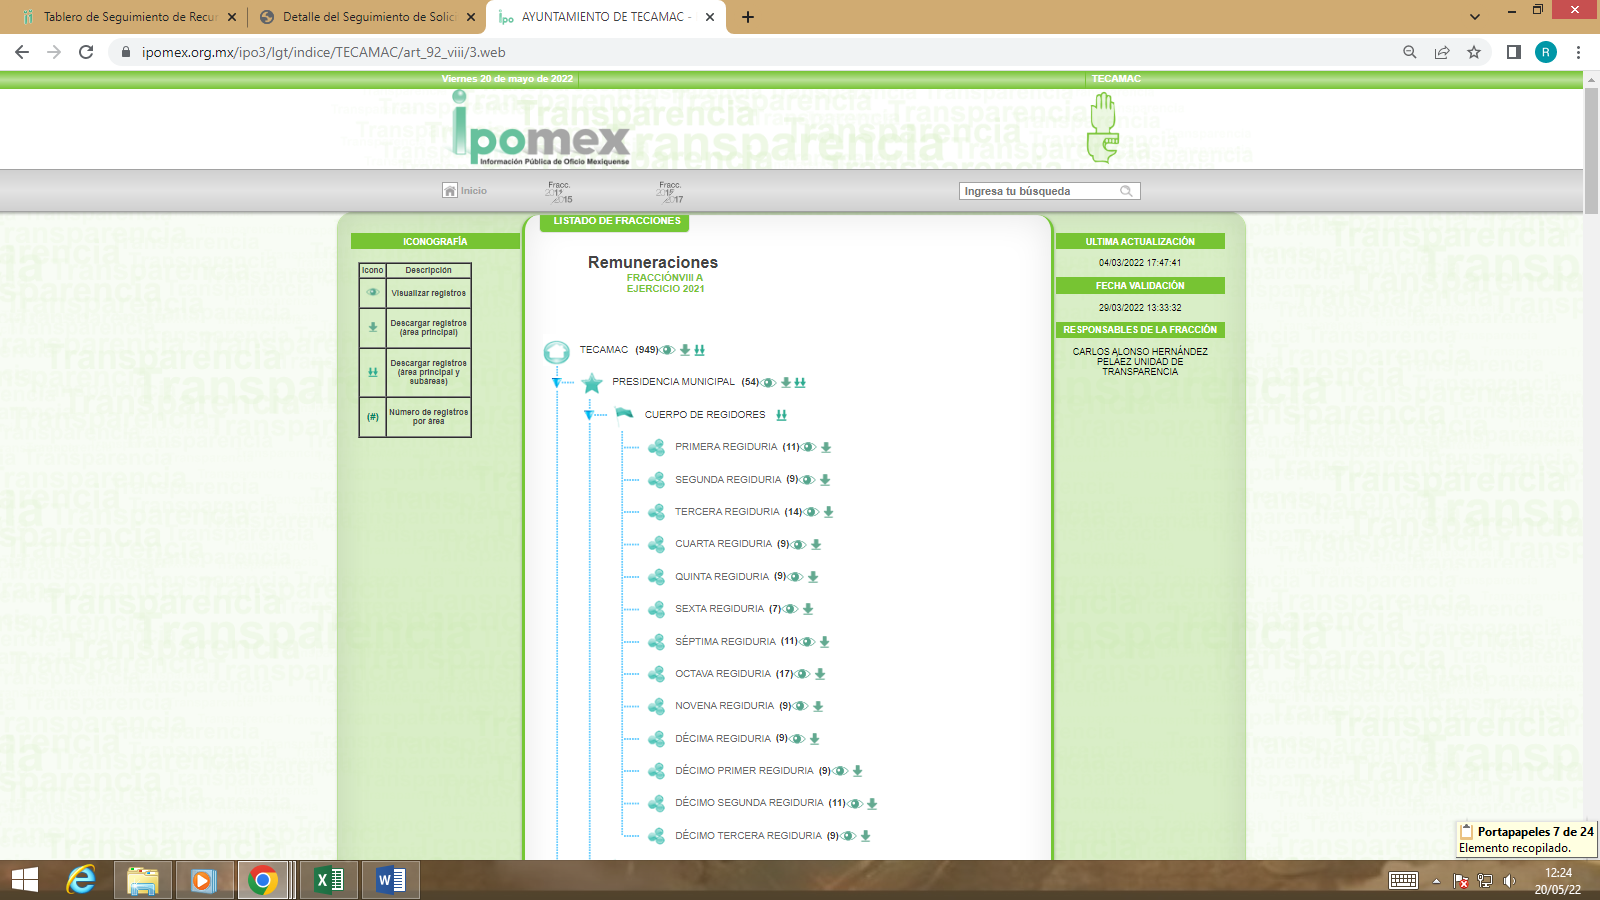 Tablero de Seguimiento de Recur
Detalle del Seguimiento de Solici
AYUNTAMIENTO DE TECAMAC -
ipomex.org.mx/ipo3/lgt/indice/TECAMAC/art_92_viii/3.web
R
Viernes 20 de mayo de 2022
TECAMAC
Transparencia
ipomex
Información Pública de Oficio Mexiquense
Inicio
Fracc.
2015
Fracc.
2017
Ingresa tu búsqueda
LISTADO DE FRACCIONES
ICONOGRAFÍA
Icono Descripción
Visualizar registros
Descargar registros
(área principal)
Descargar registros
(área principal y
subáreas)
(#) Número de registros
por área
Remuneraciones
FRACCIÓNVIII A
EJERCICIO 2021
TECAMAC (949)
PRESIDENCIA MUNICIPAL (54)
CUERPO DE REGIDORES
PRIMERA REGIDURIA (11)
SEGUNDA REGIDURIA (9)
TERCERA REGIDURIA (14)
CUARTA REGIDURIA (9)
QUINTA REGIDURIA (9)
SEXTA REGIDURIA (7)
SÉPTIMA REGIDURIA (11)
OCTAVA REGIDURIA (17)
NOVENA REGIDURIA (9)
DÉCIMA REGIDURIA (9)
DÉCIMO PRIMER REGIDURIA (9)
DÉCIMO SEGUNDA REGIDURIA (11)
DÉCIMO TERCERA REGIDURIA (9)
ULTIMA ACTUALIZACIÓN
04/03/2022 17:47:41
FECHA VALIDACIÓN
29/03/2022 13:33:32
RESPONSABLES DE LA FRACCIÓN
CARLOS ALONSO HERNÁNDEZ
PELÁEZ UNIDAD DE
TRANSPARENCIA
Portapapeles 7 de 24
Elemento recopilado.
12:24
20/05/22